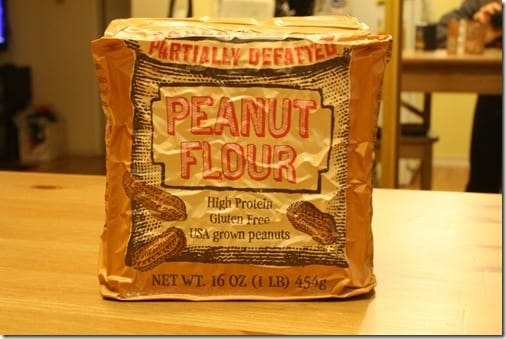 PARTIALLY DEFATTED
PEANUT
FLOUR
High Protein
Gluten Free
USA grown peanuts
NET WT. 16 OZ (1 LB) 454g